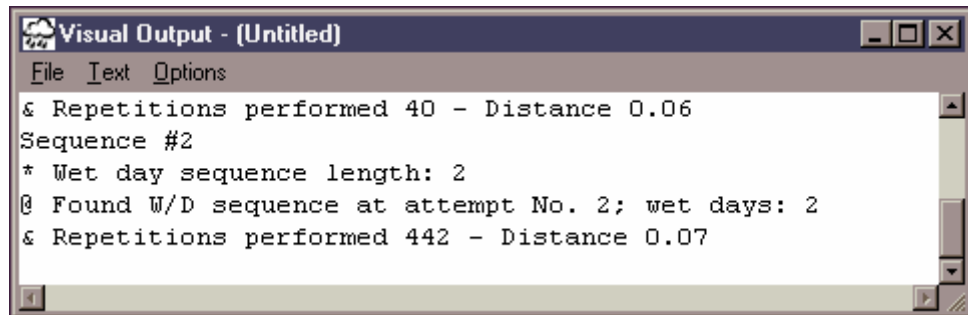 Visual Output - (Untitled)
File Text Options
& Repetitions performed 40 - Distance 0.06
Sequence #2
* Wet day sequence length: 2
@ Found W/D sequence at attempt No. 2; wet days: 2
& Repetitions performed 442 - Distance 0.07